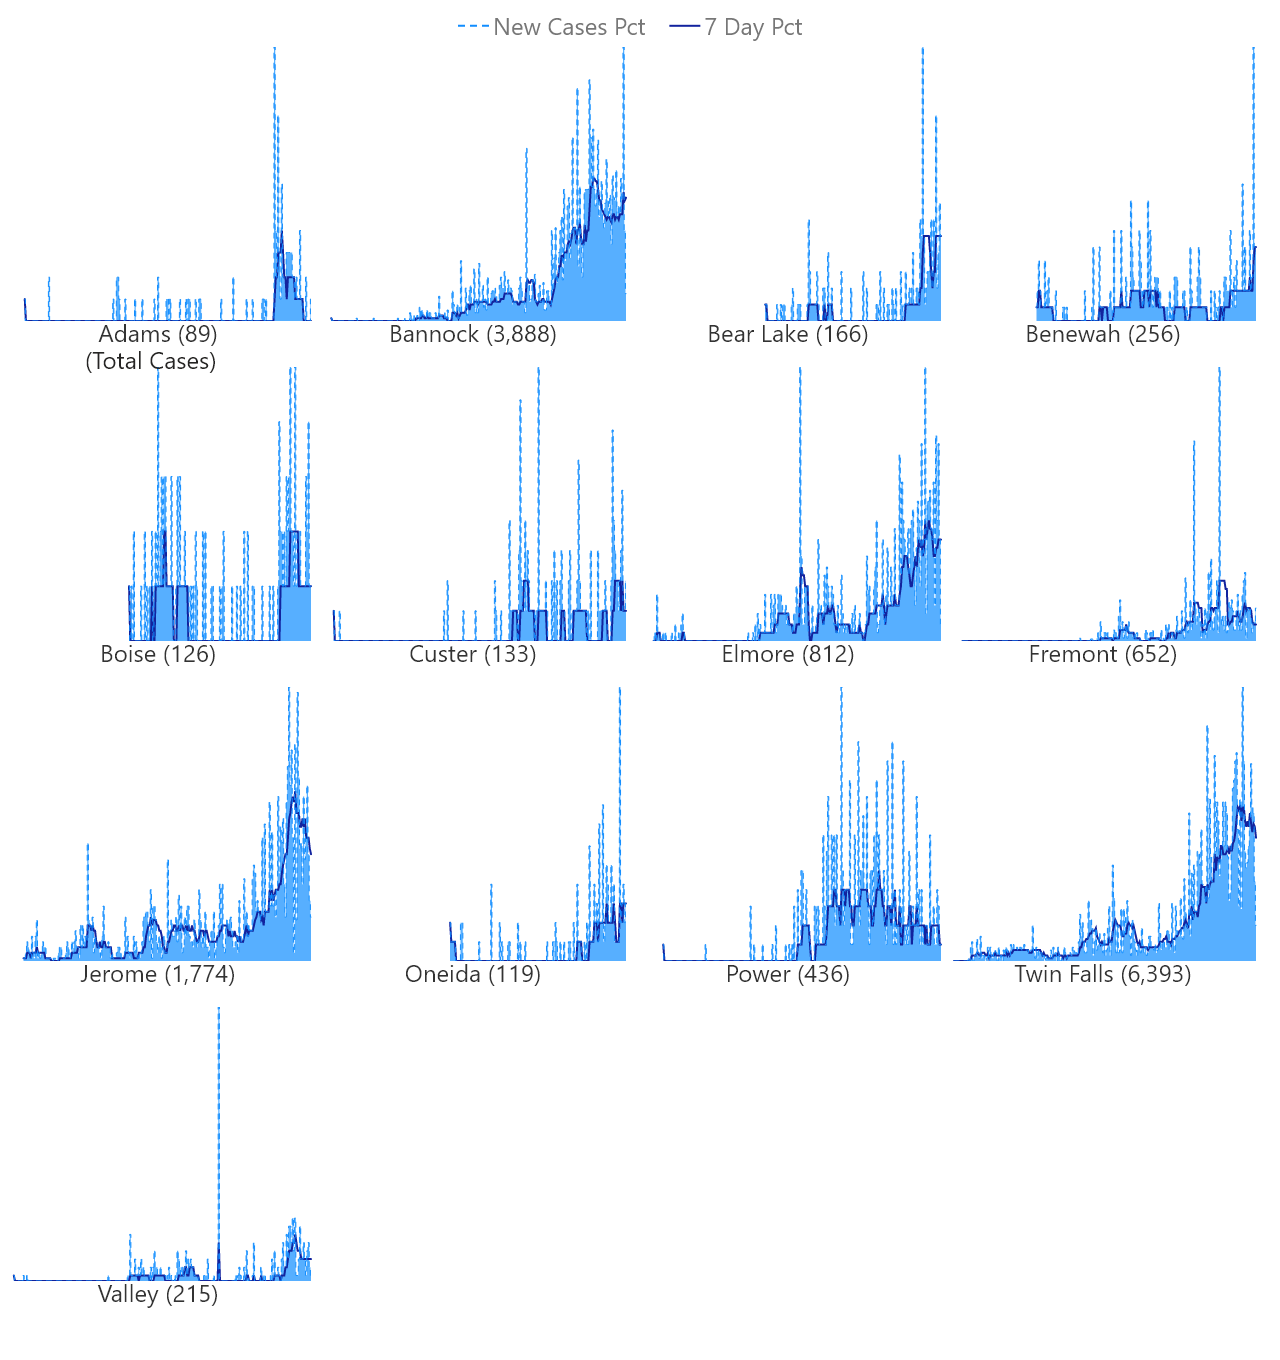 New Cases Pct 7 Day Pct
Adams (89) Bannock (3,888) Bear Lake (166) Benewah (256)
(Total Cases)
Boise (126) Custer (133) Elmore (812) Fremont (652)
Jerome (1,774) Oneida (119) Power (436) Twin Falls (6,393)
Valley (215)